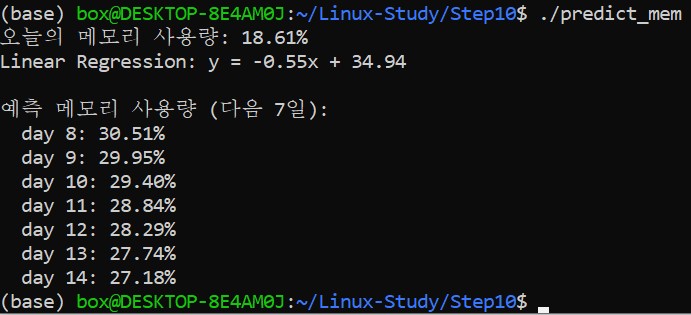 (base) box@DESKTOP-8E4AM0J:~/Linux-Study/Step10$ ./predict_mem
오늘의 메모리 사용량: 18.61%
Linear Regression: y = -0.55x + 34.94
예측 메모리 사용량 (다음 7일):
day 8: 30.51%
day 9: 29.95%
day 10: 29.40%
day 11: 28.84%
day 12: 28.29%
day 13: 27.74%
day 14: 27.18%
(base) box@DESKTOP-8E4AM0J:~/Linux-Study/Step10$